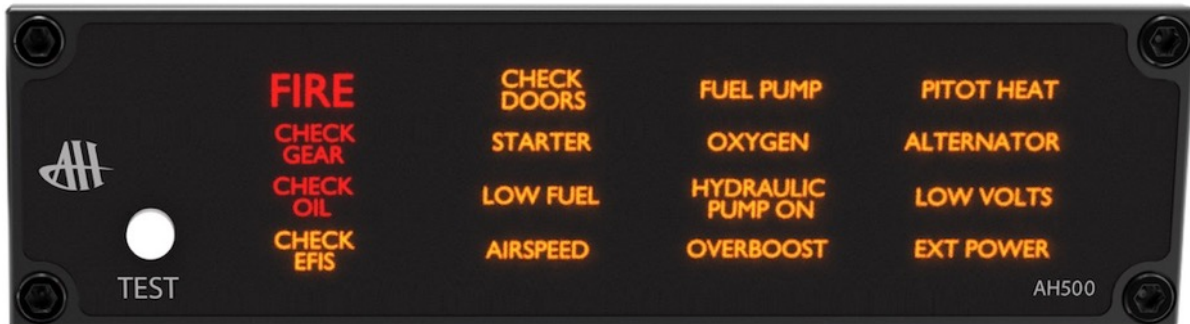 FIRE
CHECK
DOORS
FUEL PUMP
PITOT HEAT
CHECK
GEAR
STARTER
OXYGEN
ALTERNATOR
CHECK
OIL
LOW FUEL
HYDRAULIC
PUMP ON
LOW VOLTS
CHECK
EFIS
AIRSPEED
OVERBOOST
EXT POWER
AH
TEST
AH500